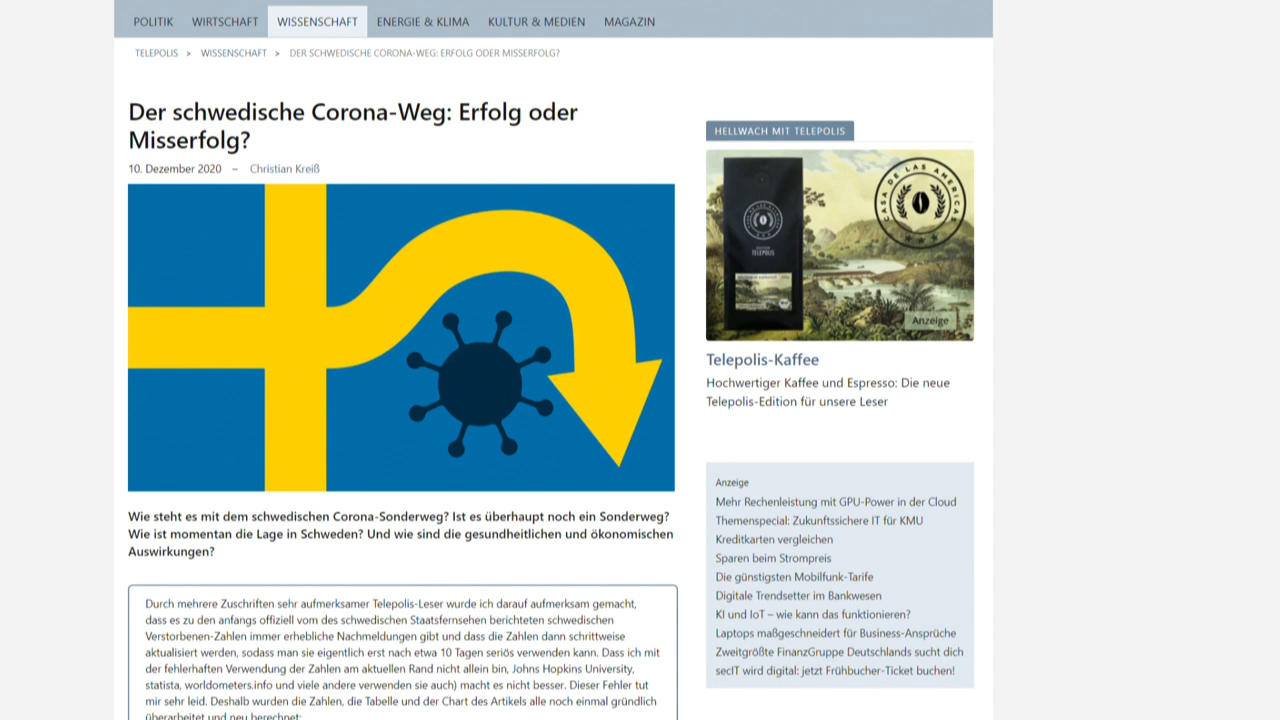 POLITIK WIRTSCHAFT WISSENSCHAFT ENERGIE & KLIMA KULTUR & MEDIEN MAGAZIN
TELEPOLIS > WISSENSCHAFT > DER SCHWEDISCHE CORONA-WEG: ERFOLG ODER MISSERFOLG?
Der schwedische Corona-Weg: Erfolg oder
Misserfolg?
10. Dezember 2020 – Christian Kreiß
Wie steht es mit dem schwedischen Corona-Sonderweg? Ist es überhaupt noch ein Sonderweg?
Wie ist momentan die Lage in Schweden? Und wie sind die gesundheitlichen und ökonomischen
Auswirkungen?
Durch mehrere Zuschriften sehr aufmerksamer Telepolis-Leser wurde ich darauf aufmerksam gemacht,
dass es zu den anfangs offiziell vom des schwedischen Staatsfernsehen berichteten schwedischen
Verstorbenen-Zahlen immer erhebliche Nachmeldungen gibt und dass die Zahlen dann schrittweise
aktualisiert werden, sodass man sie eigentlich erst nach etwa 10 Tagen seriös verwenden kann. Dass ich mit
der fehlerhaften Verwendung der Zahlen am aktuellen Rand nicht allein bin, Johns Hopkins University,
statista, worldometers.info und viele andere verwenden sie auch) macht es nicht besser. Dieser Fehler tut
mir sehr leid. Deshalb wurden die Zahlen, die Tabelle und der Chart des Artikels alle noch einmal gründlich
überarbeitet und neu berechnet:
HELLWACH MIT TELEPOLIS
CASA DE LAS AMERICAS
TELEPOLIS
Anzeige
Telepolis-Kaffee
Hochwertiger Kaffee und Espresso: Die neue
Telepolis-Edition für unsere Leser
Anzeige
Mehr Rechenleistung mit GPU-Power in der Cloud
Themenspecial: Zukunftssichere IT für KMU
Kreditkarten vergleichen
Sparen beim Strompreis
Die günstigsten Mobilfunk-Tarife
Digitale Trendsetter im Bankwesen
KI und IoT – wie kann das funktionieren?
Laptops maßgeschneidert für Business-Ansprüche
Zweitgrößte FinanzGruppe Deutschlands sucht dich
secIT wird digital: jetzt Frühbucher-Ticket buchen!